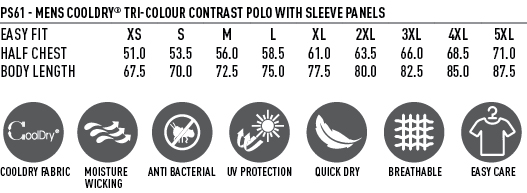 PS61 - MENS COOLDRY® TRI-COLOUR CONTRAST POLO WITH SLEEVE PANELS
EASY FIT XS S M L XL 2XL 3XL 4XL 5XL
HALF CHEST 51.0 53.5 56.0 58.5 61.0 63.5 66.0 68.5 71.0
BODY LENGTH 67.5 70.0 72.5 75.0 77.5 80.0 82.5 85.0 87.5
CoolDry®
COOLDRY FABRIC MOISTURE WICKING ANTI BACTERIAL UV PROTECTION QUICK DRY BREATHABLE EASY CARE